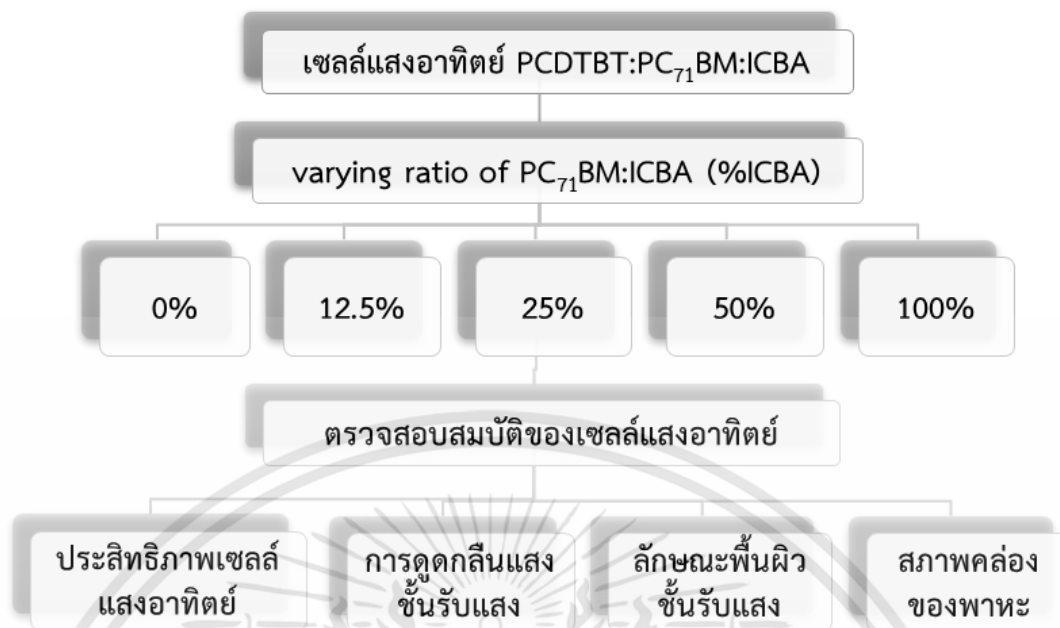 เซลล์แสงอาทิตย์ PCDTBT:PC₇₁BM:ICBA
varying ratio of PC₇₁BM:ICBA (%ICBA)
0%
12.5%
25%
50%
100%
ตรวจสอบสมบัติของเซลล์แสงอาทิตย์
ประสิทธิภาพเซลล์
แสงอาทิตย์
การดูดกลืนแสง
ชั้นรับแสง
ลักษณะพื้นผิว
ชั้นรับแสง
สภาพคล่อง
ของพาหะ